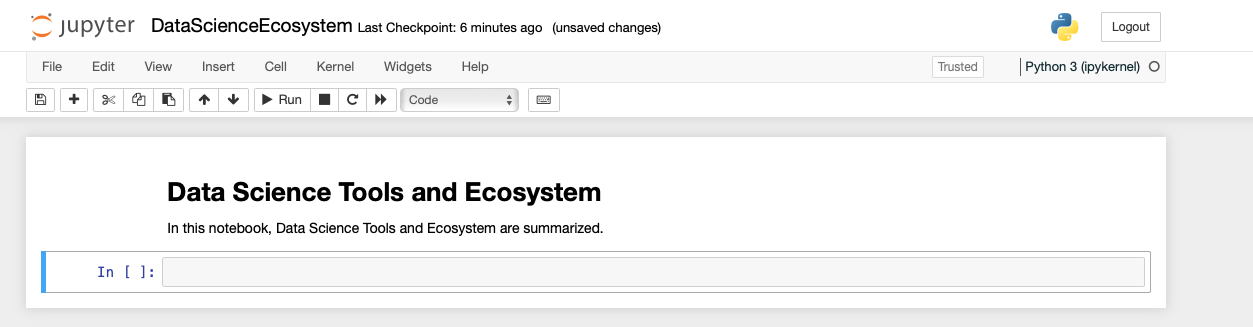 jupyter DataScienceEcosystem Last Checkpoint: 6 minutes ago (unsaved changes) Logout
File Edit View Insert Cell Kernel Widgets Help Trusted Python 3 (ipykernel)
Run Code
Data Science Tools and Ecosystem
In this notebook, Data Science Tools and Ecosystem are summarized.
In [ ]: